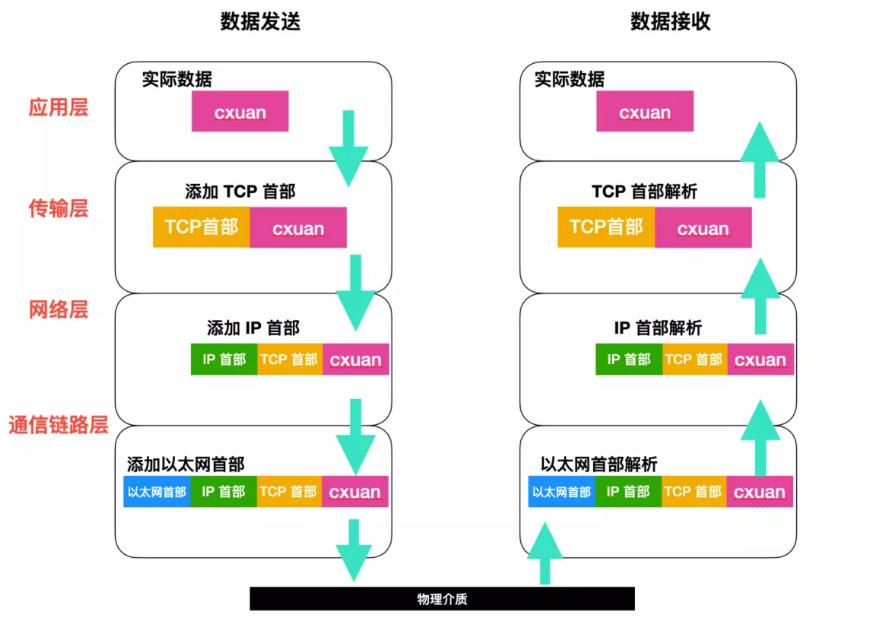 数据发送
数据接收
应用层
实际数据
cxuan
实际数据
cxuan
传输层
添加 TCP 首部
TCP首部 cxuan
TCP 首部解析
TCP首部 cxuan
网络层
添加 IP 首部
IP 首部 TCP 首部 cxuan
IP 首部解析
IP 首部 TCP 首部 cxuan
通信链路层
添加以太网首部
以太网首部 IP 首部 TCP 首部 cxuan
以太网首部解析
以太网首部 IP 首部 TCP 首部 cxuan
物理介质